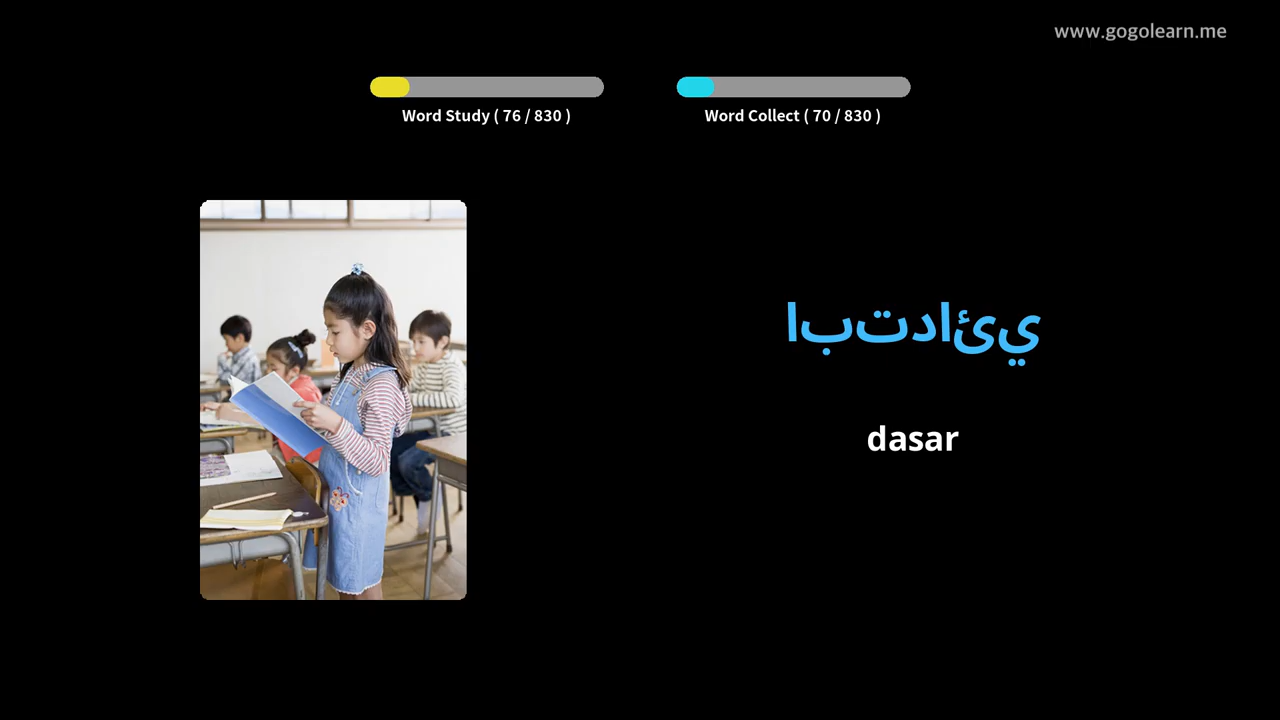 www.gogolearn.me
Word Study ( 76 / 830 )
Word Collect ( 70 / 830 )
ابتدائي
dasar